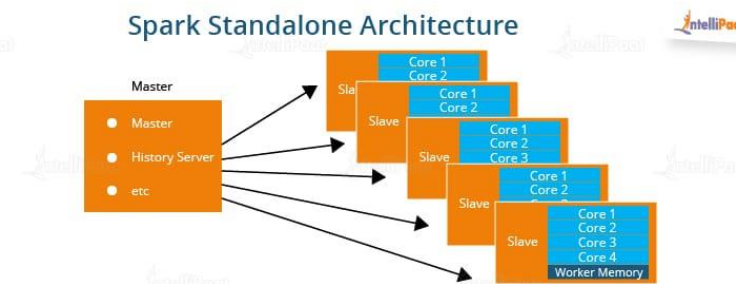 Spark Standalone Architecture
IntelliPaat
Master
Master
History Server
etc
Core 1
Core 2
Slave
Core 1
Core 2
Slave
Core 1
Core 2
Core 3
Slave
Core 1
Core 2
Slave
Core 1
Core 2
Core 3
Core 4
Slave
Worker Memory